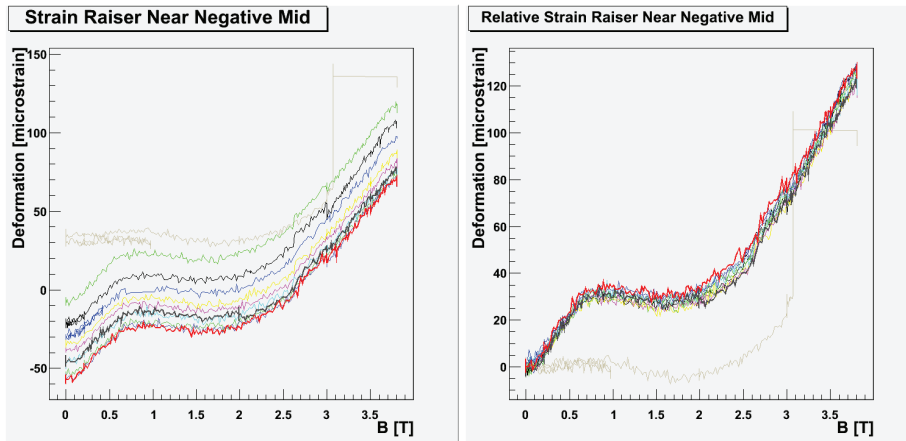 Strain Raiser Near Negative Mid
Deformation [microstrain]
150
100
50
0
-50
0 0.5 1 1.5 2 2.5 3 3.5
B [T]
Relative Strain Raiser Near Negative Mid
Deformation [microstrain]
120
100
80
60
40
20
0
0 0.5 1 1.5 2 2.5 3 3.5
B [T]